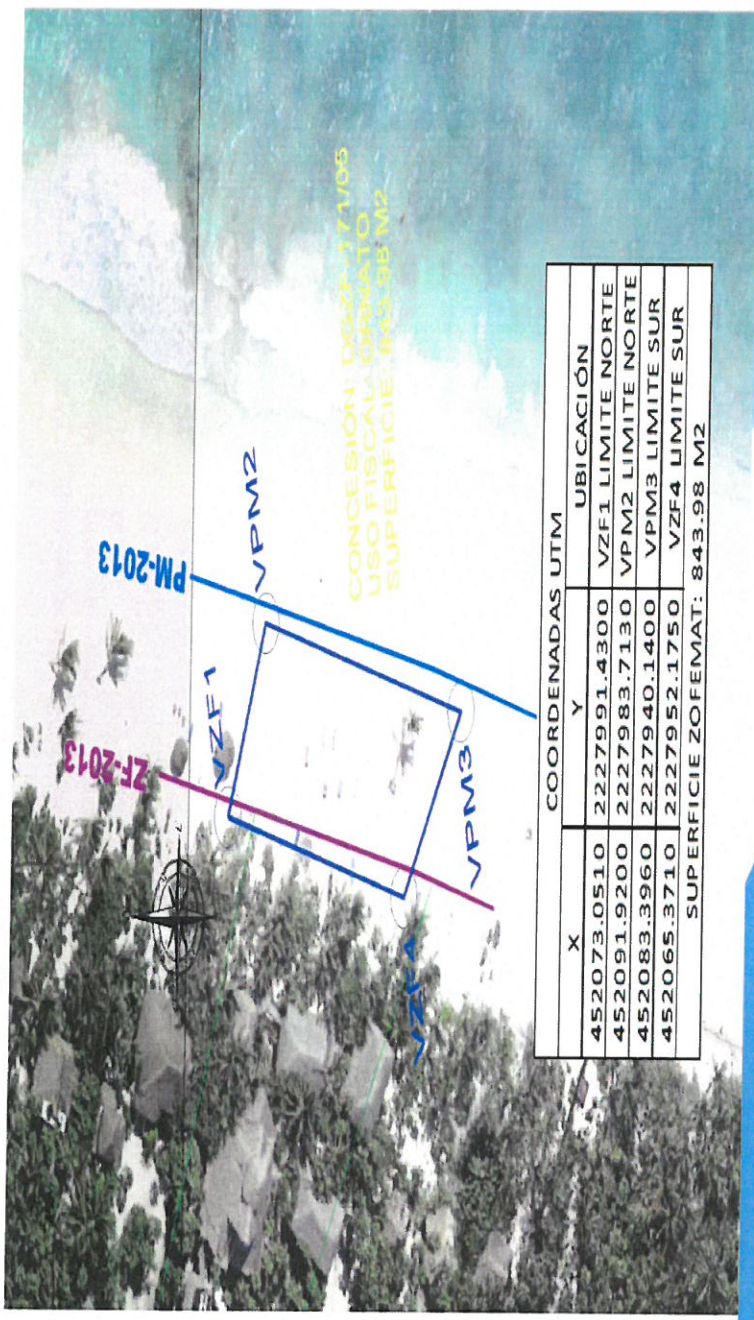 PM-2013
ZF-2013
VZF1
VPM2
VZF4
VPM3
CONCESIÓN: DGZF-171/05
USO FISCAL: ORNATO
SUPERFICIE: 843.98 M2
COORDENADAS UTM
X Y UBICACIÓN
452073.0510 2227991.4300 VZF1 LIMITE NORTE
452091.9200 2227983.7130 VPM2 LIMITE NORTE
452083.3960 2227940.1400 VPM3 LIMITE SUR
452065.3710 2227952.1750 VZF4 LIMITE SUR
SUPERFICIE ZOFEMAT: 843.98 M2